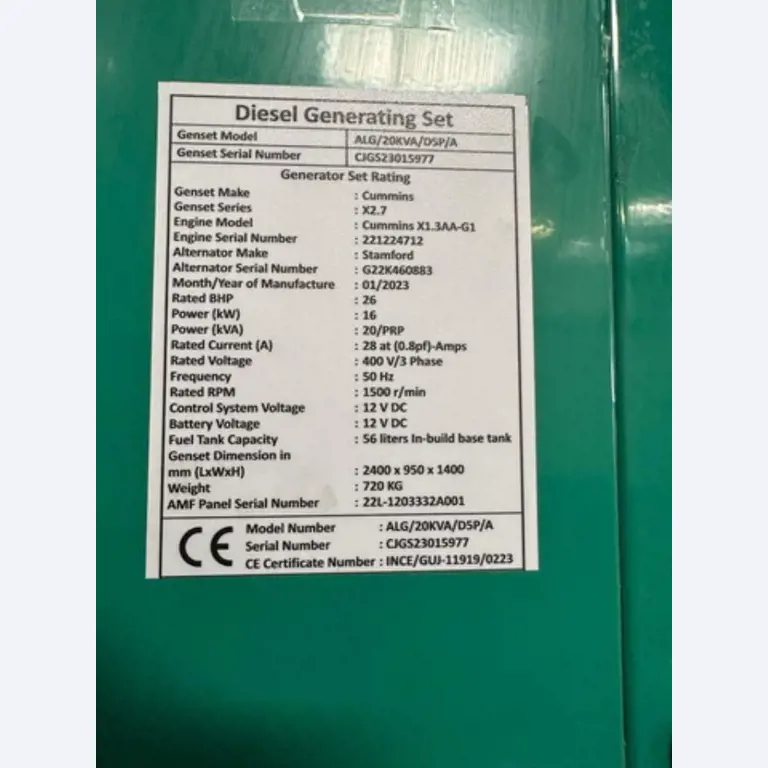 Diesel Generating Set
Genset Model ALG/20KVA/D5P/A
Genset Serial Number CJGS23015977
Generator Set Rating
Genset Make : Cummins
Genset Series : X2.7
Engine Model : Cummins X1.3AA-G1
Engine Serial Number : 221224712
Alternator Make : Stamford
Alternator Serial Number : G22K460883
Month/Year of Manufacture : 01/2023
Rated BHP : 26
Power (kW) : 16
Power (kVA) : 20/PRP
Rated Current (A) : 28 at (0.8pf)-Amps
Rated Voltage : 400 V/3 Phase
Frequency : 50 Hz
Rated RPM : 1500 r/min
Control System Voltage : 12 V DC
Battery Voltage : 12 V DC
Fuel Tank Capacity : 56 liters In-build base tank
Genset Dimension in
mm (LxWxH) : 2400 x 950 x 1400
Weight : 720 KG
AMF Panel Serial Number : 22L-1203332A001
CE
Model Number : ALG/20KVA/D5P/A
Serial Number : CJGS23015977
CE Certificate Number : INCE/GUJ-11919/0223